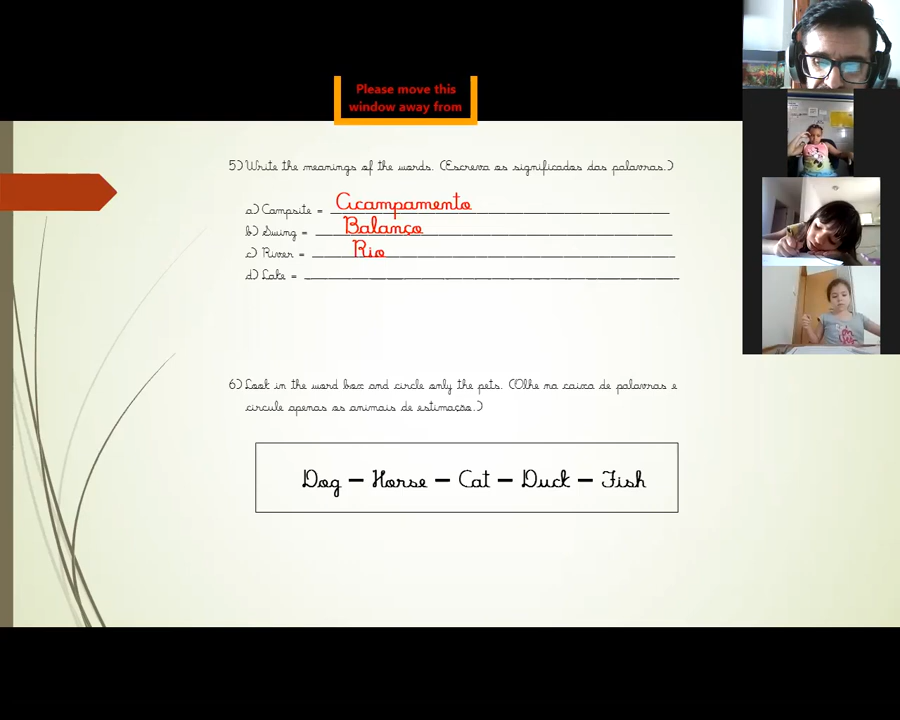 Please move this
window away from
5) Write the meanings of the words. (Escreva os significados das palavras.)
a) Campsite = Acampamento
b) Swing = Balanço
c) River = Rio
d) Lake =
6) Look in the word box and circle only the pets. (Olhe na caixa de palavras e
circule apenas os animais de estimação.)
Dog – Horse – Cat – Duck – Fish